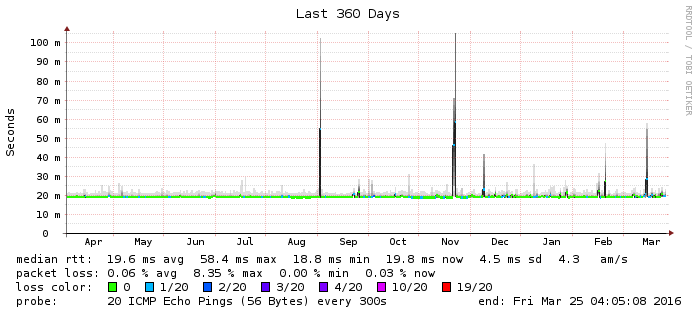 Last 360 Days
RRDTOOL / TOBI OETIKER
Seconds
100 m
90 m
80 m
70 m
60 m
50 m
40 m
30 m
20 m
10 m
0
Apr May Jun Jul Aug Sep Oct Nov Dec Jan Feb Mar
median rtt: 19.6 ms avg 58.4 ms max 18.8 ms min 19.8 ms now 4.5 ms sd 4.3 am/s
packet loss: 0.06 % avg 8.35 % max 0.00 % min 0.03 % now
loss color: 0 1/20 2/20 3/20 4/20 10/20 19/20
probe: 20 ICMP Echo Pings (56 Bytes) every 300s end: Fri Mar 25 04:05:08 2016